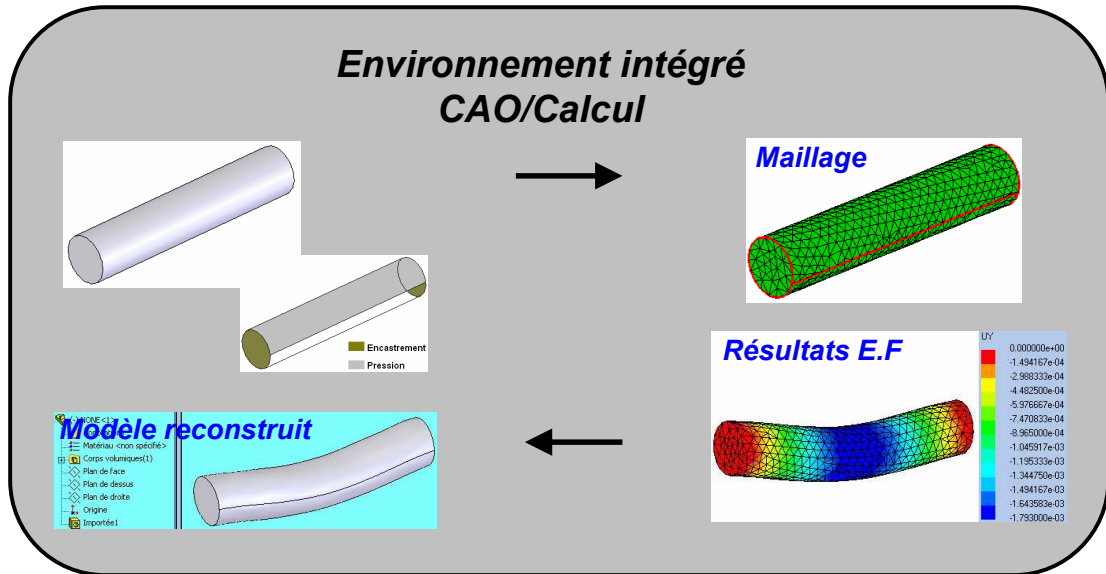 Environnement intégré
CAO/Calcul
Maillage
Encastrement
Pression
Résultats E.F
UY
0.000000e+00
-1.494167e-04
-2.988333e-04
-4.482500e-04
-5.976667e-04
-7.470833e-04
-8.965000e-04
-1.045917e-03
-1.195333e-03
-1.344750e-03
-1.494167e-03
-1.643583e-03
-1.793000e-03
NONE<1>
Modèle reconstruit
Matériau <non spécifié>
Corps volumiques(1)
Plan de face
Plan de dessus
Plan de droite
Origine
Importée1